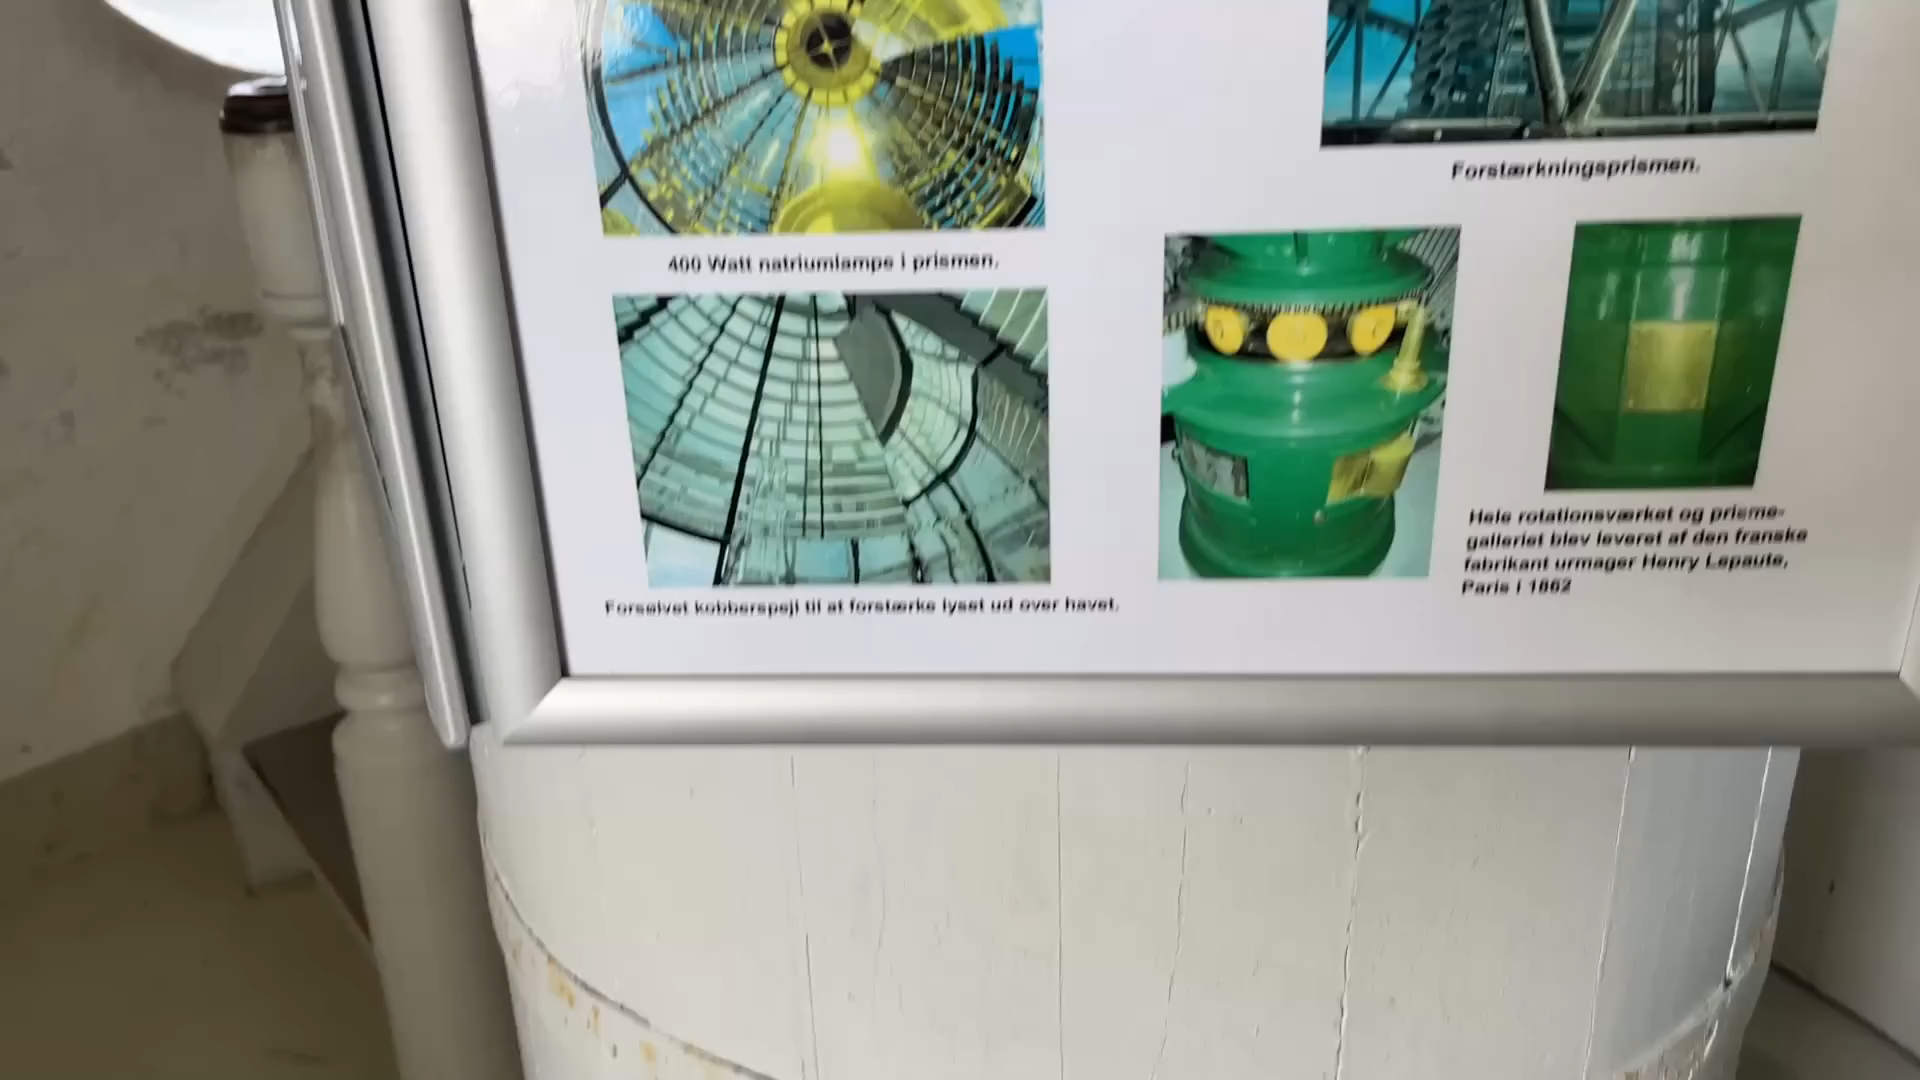 Forstærkningsprismen.
400 Watt natriumlampe i prismen.
Hele rotationsværket og prisme-
galleriet blev leveret af den franske
fabrikant urmager Henry Lepaute,
Paris i 1862
Forsølvet kobberspejl til at forstærke lyset ud over havet.